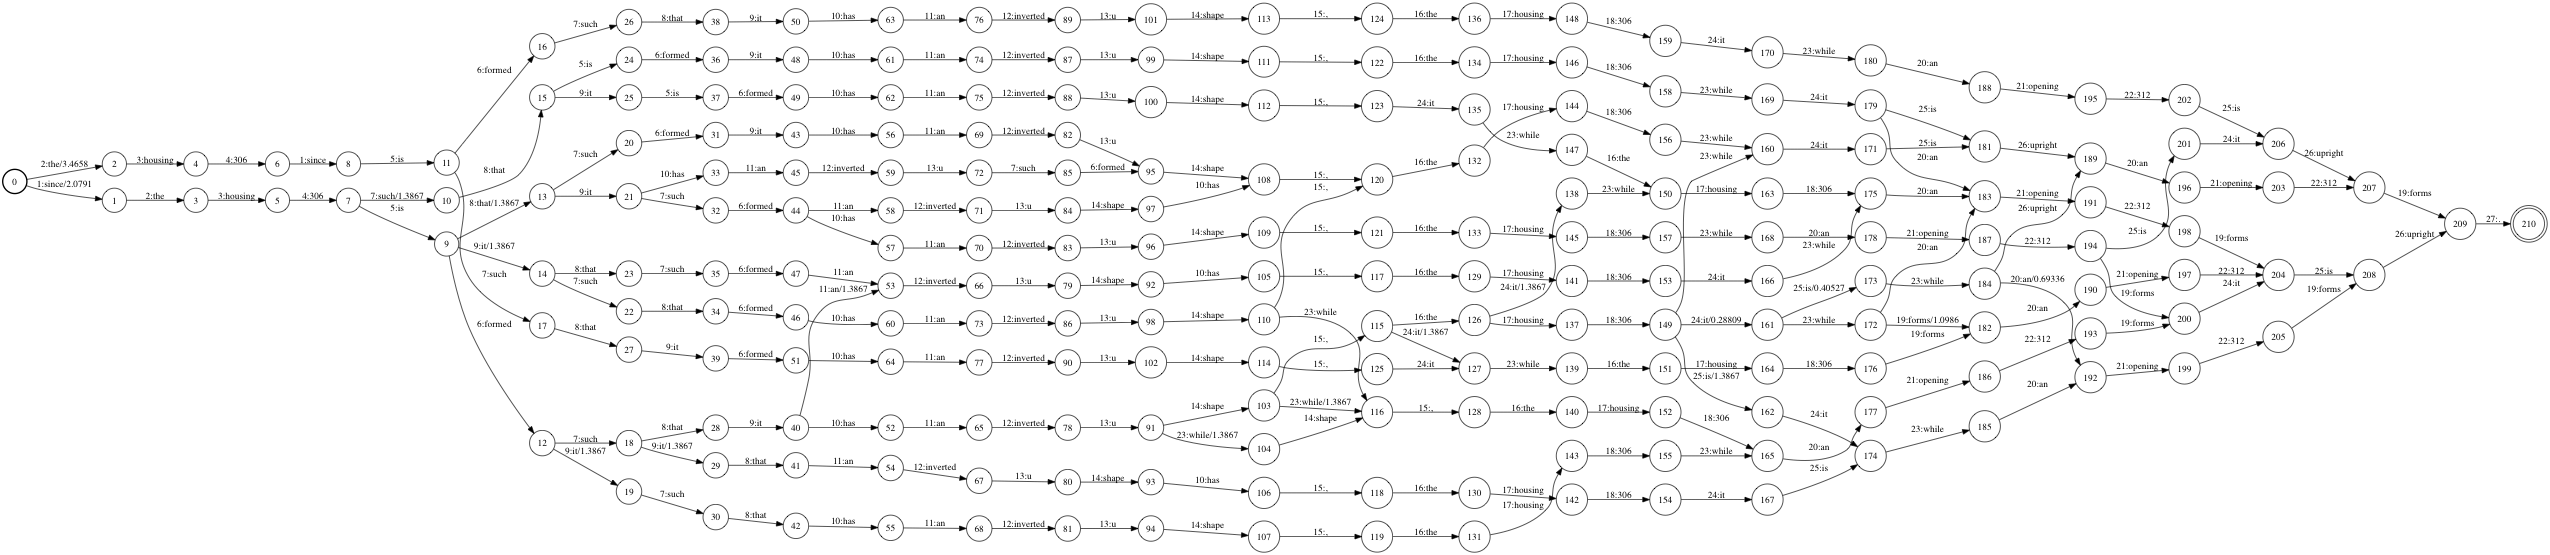 16 7:such 26 8:that 38 9:it 50 10:has 63 11:an 76 12:inverted 89 13:u 101 14:shape 113 15:, 124 16:the 136 17:housing 148 18:306 159 24:it 170 23:while 180 20:an 188 21:opening 195 22:312 202 25:is 206 26:upright
6:formed
15 5:is 24 6:formed 36 9:it 48 10:has 61 11:an 74 12:inverted 87 13:u 99 14:shape 111 15:, 122 16:the 134 17:housing 146 18:306 158 23:while 169 24:it 179 25:is 181 26:upright 189 20:an 196 21:opening 203 22:312 207 19:forms 209 27:. 210
20:an
9:it 25 5:is 37 6:formed 49 10:has 62 11:an 75 12:inverted 88 13:u 100 14:shape 112 15:, 123 24:it 135 23:while 147 16:the 150 17:housing 163 18:306 175 20:an 183 21:opening 191 22:312 198 19:forms 204 25:is 208 26:upright
0 2:the/3.4658 2 3:housing 4 4:306 6 1:since 8 5:is 11
1:since/2.0791 1 2:the 3 3:housing 5 4:306 7 7:such/1.3867 10 8:that
5:is 9 8:that/1.3867 13 7:such 20 6:formed 31 9:it 43 10:has 56 11:an 69 12:inverted 82 13:u 95 14:shape 108 15:, 120 16:the 132 17:housing 144 18:306 156 23:while 160 24:it 171 25:is
9:it 21 10:has 33 11:an 45 12:inverted 59 13:u 72 7:such 85 6:formed
7:such 32 6:formed 44 11:an 58 12:inverted 71 13:u 84 14:shape 97 10:has
10:has 57 11:an 70 12:inverted 83 13:u 96 14:shape 109 15:, 121 16:the 133 17:housing 145 18:306 157 23:while 168 20:an 178 21:opening 187 22:312 194 25:is 201 24:it
19:forms
9:it/1.3867 14 8:that 23 7:such 35 6:formed 47 11:an 53 12:inverted 66 13:u 79 14:shape 92 10:has 105 15:, 117 16:the 129 17:housing 141 18:306 153 24:it 166 23:while
7:such 22 8:that 34 6:formed 46 10:has 60 11:an 73 12:inverted 86 13:u 98 14:shape 110 15:,
23:while
7:such 17 8:that 27 9:it 39 6:formed 51 10:has 64 11:an 77 12:inverted 90 13:u 102 14:shape 114 15:, 125 24:it 127 23:while 139 16:the 151 17:housing 164 18:306 176 19:forms 182 20:an 190 21:opening 197 22:312
6:formed 12 7:such 18 8:that 28 9:it 40 10:has 52 11:an 65 12:inverted 78 13:u 91 14:shape 103 15:, 115 16:the 126 17:housing 137 18:306 149 24:it/0.28809 161 25:is/0.40527 173 23:while 184 26:upright
11:an/1.3867
24:it/1.3867
24:it/1.3867 138 23:while
23:while
23:while 172 19:forms/1.0986
20:an
20:an/0.69336 192 21:opening 199 22:312 205 19:forms
23:while/1.3867 116 15:, 128 16:the 140 17:housing 152 18:306 165 20:an 177 21:opening 186 22:312 193 19:forms 200 24:it
23:while/1.3867 104 14:shape
25:is/1.3867 162 24:it 174 23:while 185 20:an
9:it/1.3867 29 8:that 41 11:an 54 12:inverted 67 13:u 80 14:shape 93 10:has 106 15:, 118 16:the 130 17:housing 142 18:306 154 24:it 167 25:is
9:it/1.3867 19 7:such 30 8:that 42 10:has 55 11:an 68 12:inverted 81 13:u 94 14:shape 107 15:, 119 16:the 131 17:housing 143 18:306 155 23:while